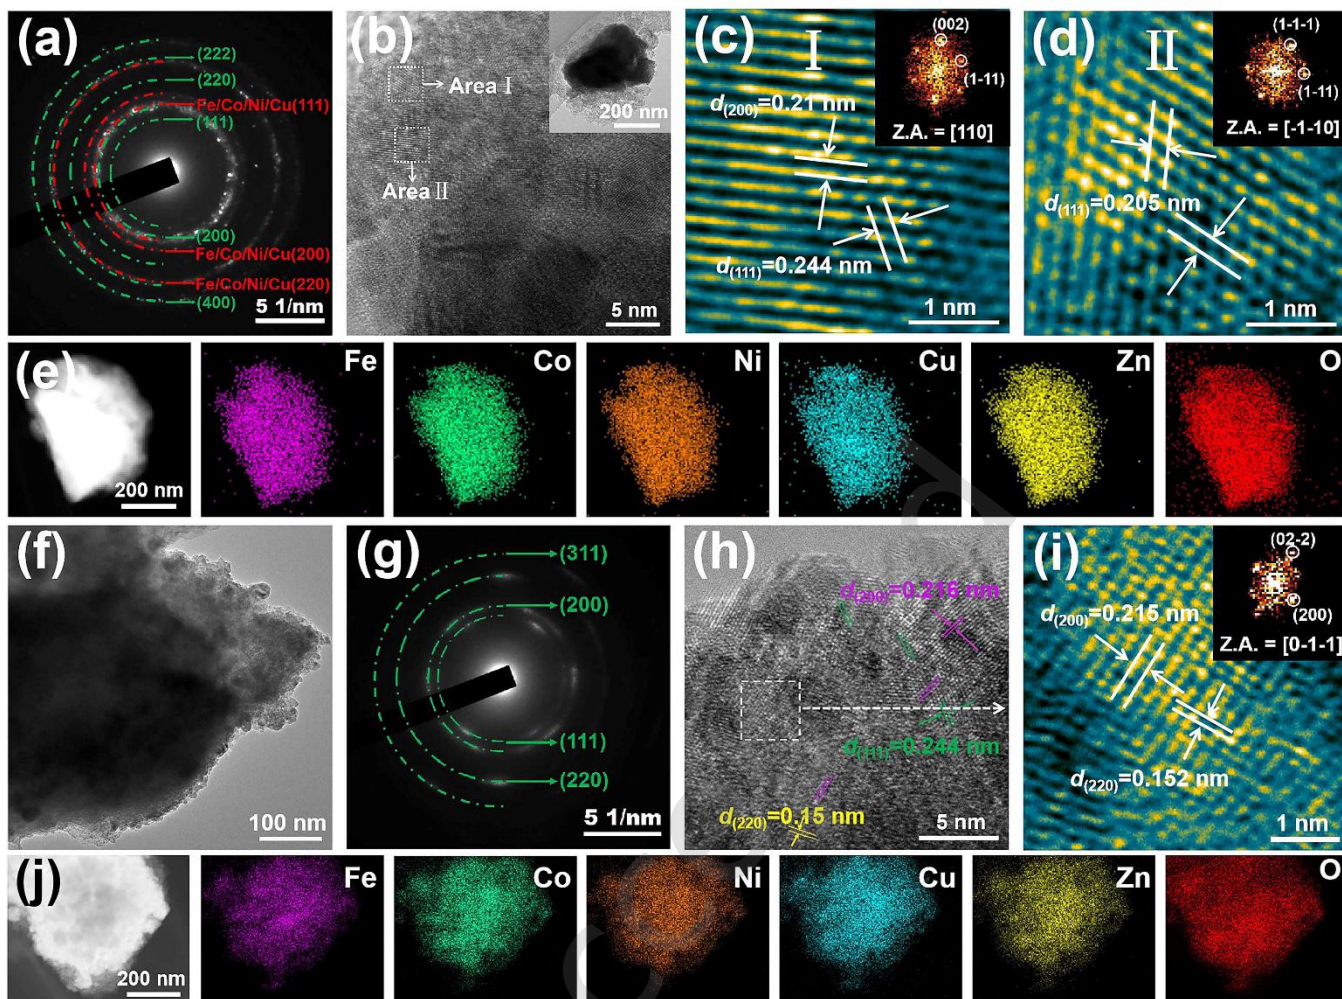 (a)
(222)
(220)
Fe/Co/Ni/Cu(111)
(111)
(200)
Fe/Co/Ni/Cu(200)
Fe/Co/Ni/Cu(220)
(400)
5 1/nm
(b)
Area Ⅰ
Area Ⅱ
200 nm
5 nm
(c)
Ⅰ
(002)
(1-11)
Z.A. = [110]
d(200)=0.21 nm
d(111)=0.244 nm
1 nm
(d)
Ⅱ
(1-1-1)
(1-11)
Z.A. = [-1-10]
d(111)=0.205 nm
1 nm
(e)
200 nm
Fe
Co
Ni
Cu
Zn
O
(f)
100 nm
(g)
(311)
(200)
(111)
(220)
5 1/nm
(h)
d(200)=0.216 nm
d(111)=0.244 nm
d(220)=0.15 nm
5 nm
(i)
(02-2)
(200)
Z.A. = [0-1-1]
d(200)=0.215 nm
d(220)=0.152 nm
1 nm
(j)
200 nm
Fe
Co
Ni
Cu
Zn
O